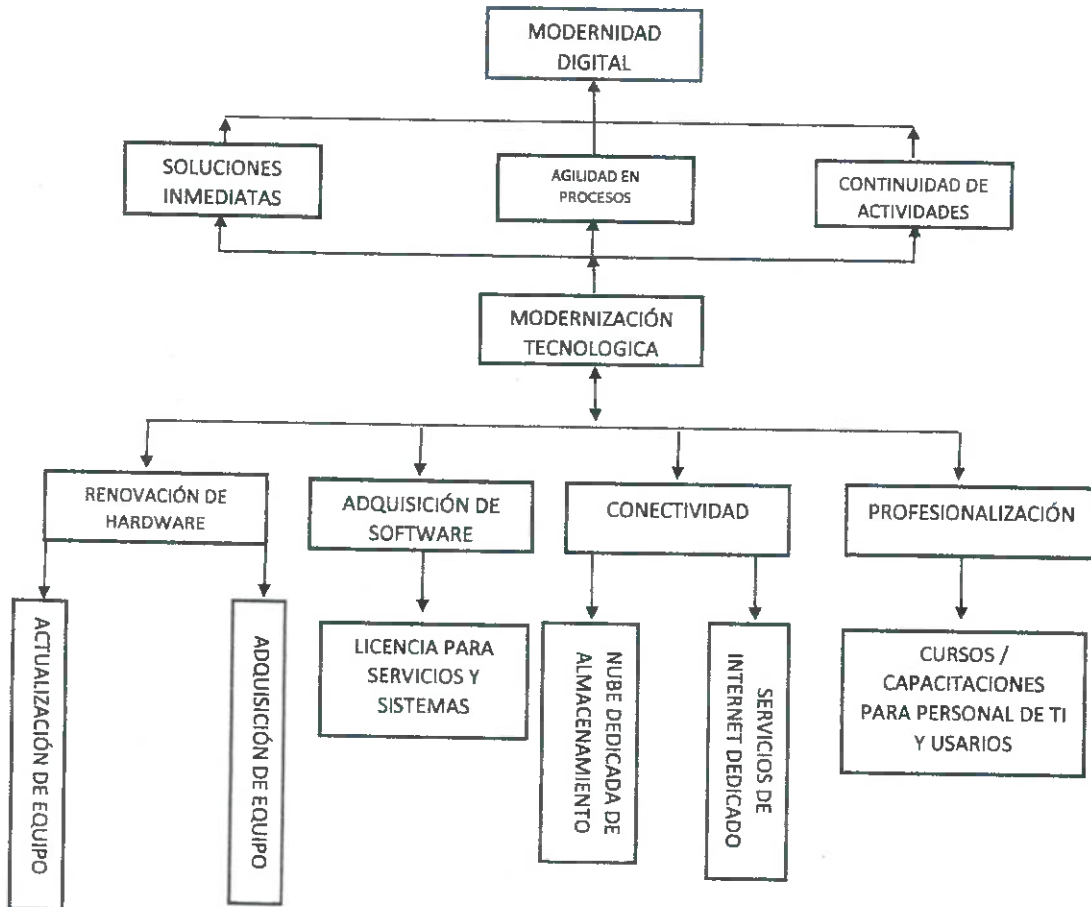 MODERNIDAD
DIGITAL
SOLUCIONES
INMEDIATAS
AGILIDAD EN
PROCESOS
CONTINUIDAD DE
ACTIVIDADES
MODERNIZACIÓN
TECNOLOGICA
RENOVACIÓN DE
HARDWARE
ADQUISICIÓN DE
SOFTWARE
CONECTIVIDAD
PROFESIONALIZACIÓN
ACTUALIZACIÓN DE EQUIPO
ADQUISICIÓN DE EQUIPO
LICENCIA PARA
SERVICIOS Y
SISTEMAS
NUBE DEDICADA DE
ALMACENAMIENTO
SERVICIOS DE
INTERNET DEDICADO
CURSOS /
CAPACITACIONES
PARA PERSONAL DE TI
Y USARIOS